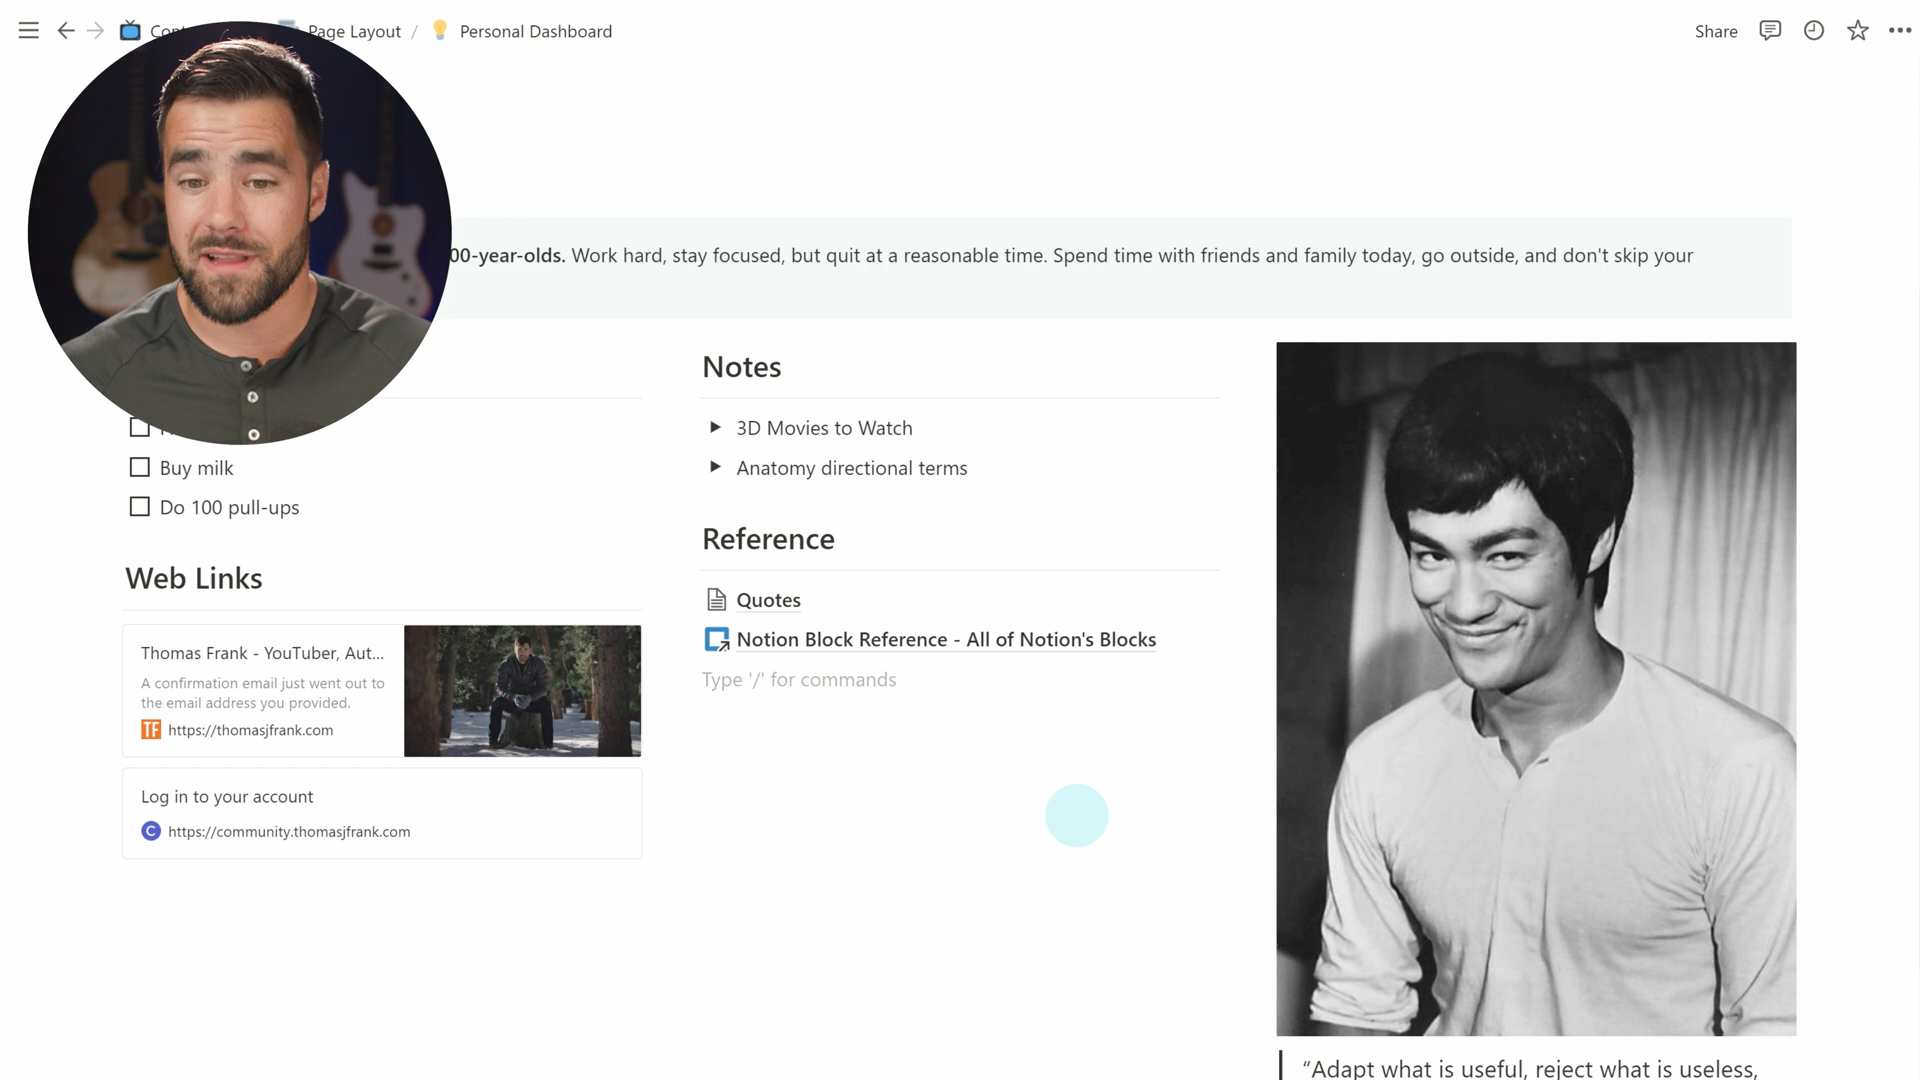 Page Layout / Personal Dashboard
Share
00-year-olds. Work hard, stay focused, but quit at a reasonable time. Spend time with friends and family today, go outside, and don't skip your
Buy milk
Do 100 pull-ups
Web Links
Thomas Frank - YouTuber, Aut...
A confirmation email just went out to
the email address you provided.
TF https://thomasjfrank.com
Log in to your account
C https://community.thomasjfrank.com
Notes
3D Movies to Watch
Anatomy directional terms
Reference
Quotes
Notion Block Reference - All of Notion's Blocks
Type '/' for commands
“Adapt what is useful, reject what is useless,